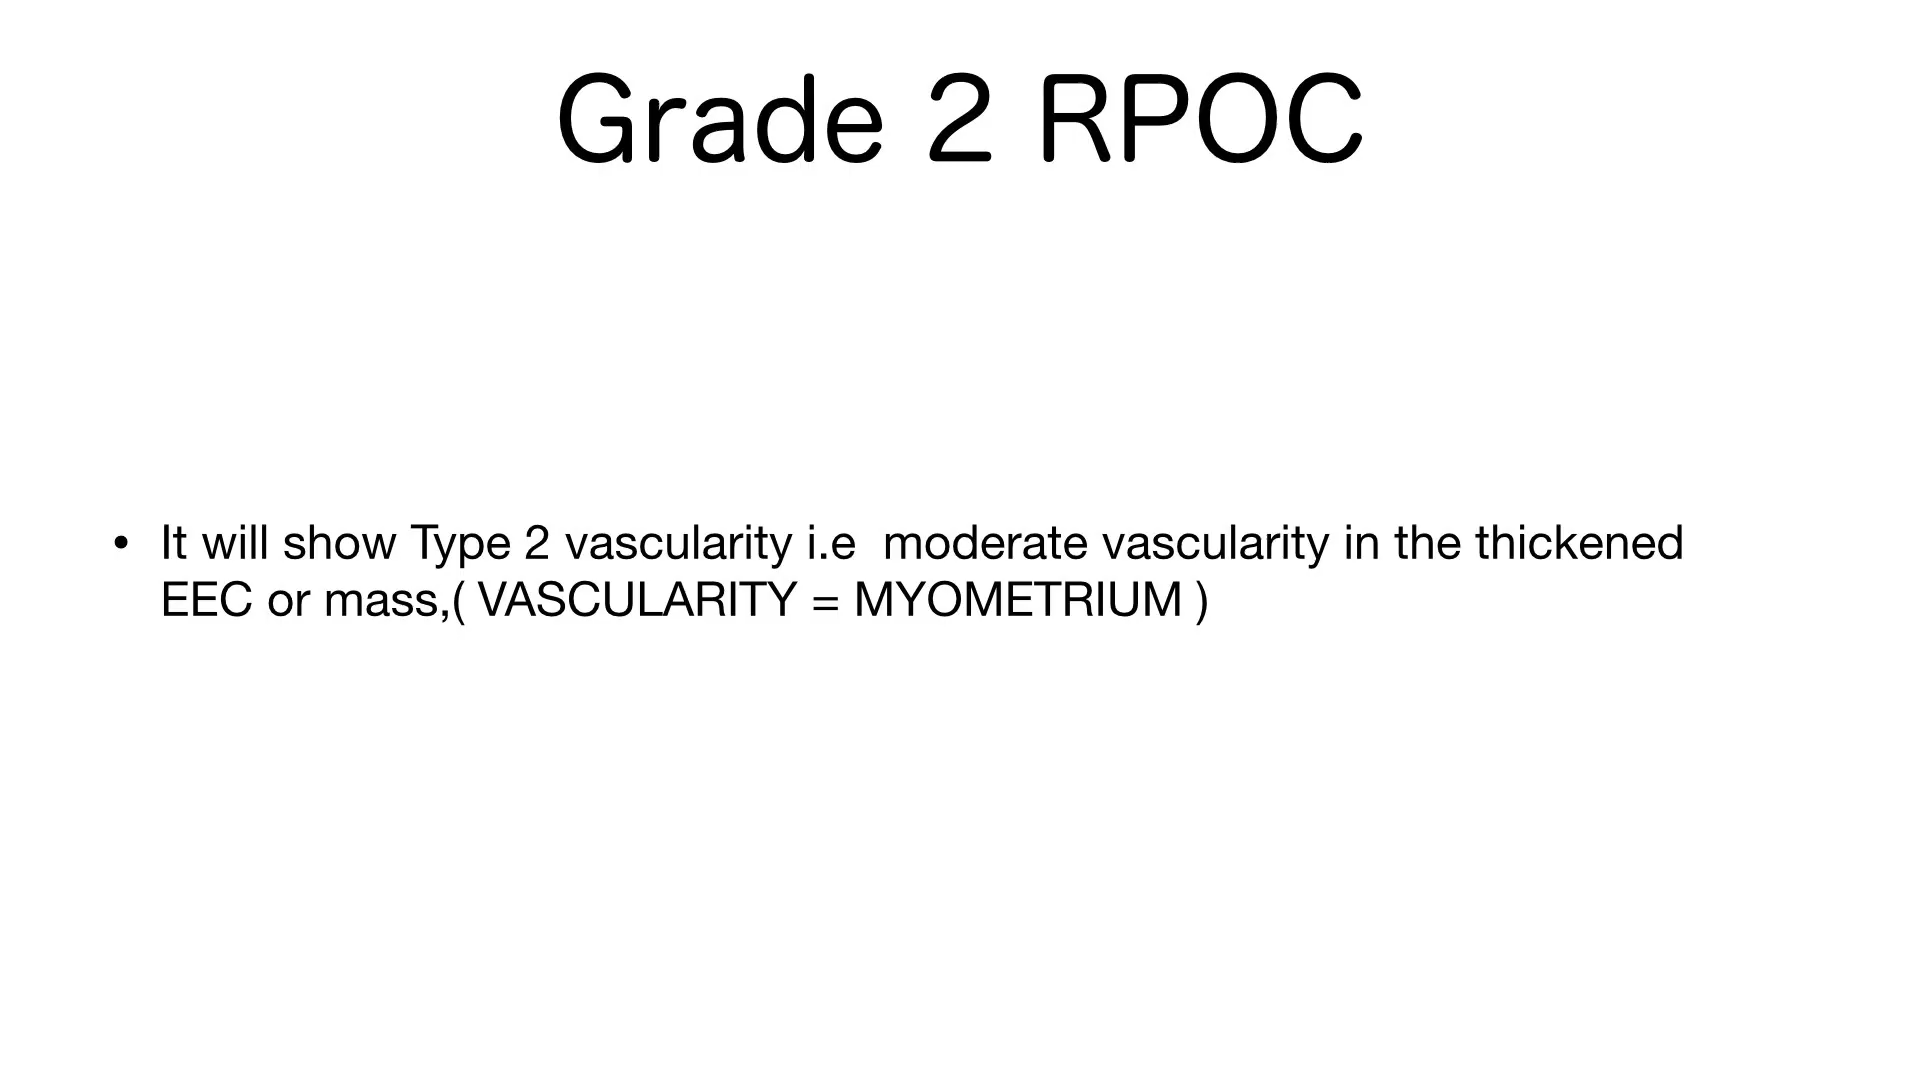 Grade 2 RPOC
• It will show Type 2 vascularity i.e  moderate vascularity in the thickened
EEC or mass,( VASCULARITY = MYOMETRIUM )